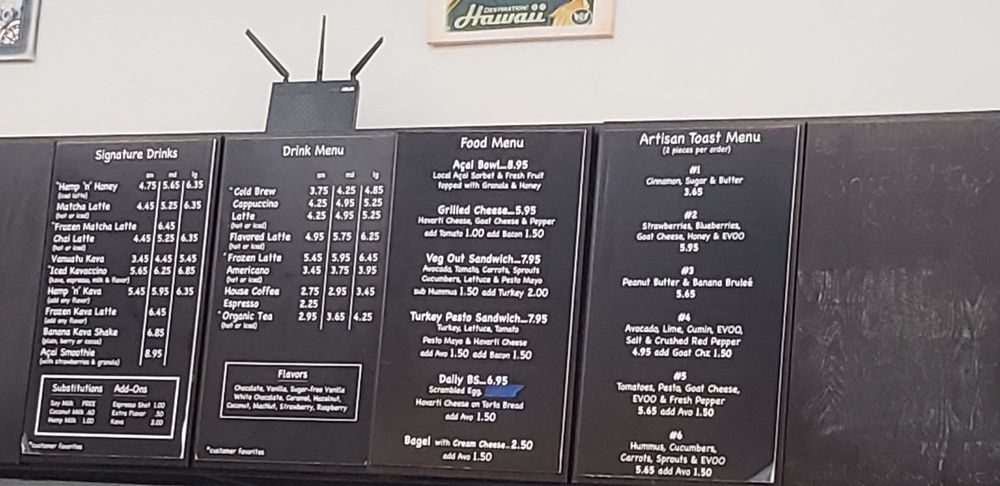 DESTINATION!
Hawaii
ASUS
Signature Drinks
sm md lg
*Hemp 'n' Honey 4.75 5.65 6.35
(iced latte)
Matcha Latte 4.45 5.25 6.35
(hot or iced)
*Frozen Matcha Latte 6.45
Chai Latte 4.45 5.25 6.35
(hot or iced)
Vanuatu Kava 3.45 4.45 5.45
*Iced Kavaccino 5.65 6.25 6.85
(kava, espresso, milk & flavor)
Hemp 'n' Kava 5.45 5.95 6.35
(add any flavor)
Frozen Kava Latte 6.45
(add any flavor)
Banana Kava Shake 6.85
(plain, berry or cacao)
Açai Smoothie 8.95
(with strawberries & granola)
Substitutions Add-Ons
Soy Milk FREE Espresso Shot 1.00
Coconut Milk .60 Extra Flavor .50
Hemp Milk 1.00 Kava 2.00
*customer favorites
Drink Menu
sm md lg
*Cold Brew 3.75 4.25 4.85
Cappuccino 4.25 4.95 5.25
Latte 4.25 4.95 5.25
(hot or iced)
Flavored Latte 4.95 5.75 6.25
(hot or iced)
*Frozen Latte 5.45 5.95 6.45
Americano 3.45 3.75 3.95
(hot or iced)
House Coffee 2.75 2.95 3.45
Espresso 2.25
*Organic Tea 2.95 3.65 4.25
(hot or iced)
Flavors
Chocolate, Vanilla, Sugar-free Vanilla
White Chocolate, Caramel, Hazelnut,
Coconut, MacNut, Strawberry, Raspberry
*customer favorites
Food Menu
Açai Bowl...8.95
Local Açai Sorbet & Fresh Fruit
topped with Granola & Honey
Grilled Cheese...5.95
Havarti Cheese, Goat Cheese & Pepper
add Tomato 1.00 add Bacon 1.50
Veg Out Sandwich...7.95
Avocado, Tomato, Carrots, Sprouts
Cucumbers, Lettuce & Pesto Mayo
sub Hummus 1.50 add Turkey 2.00
Turkey Pesto Sandwich...7.95
Turkey, Lettuce, Tomato
Pesto Mayo & Havarti Cheese
add Avo 1.50 add Bacon 1.50
Daily BS...6.95
Scrambled Egg,
Havarti Cheese on Torta Bread
add Avo 1.50
Bagel with Cream Cheese..2.50
add Avo 1.50
Artisan Toast Menu
(2 pieces per order)
#1
Cinnamon, Sugar & Butter
3.65
#2
Strawberries, Blueberries,
Goat Cheese, Honey & EVOO
5.95
#3
Peanut Butter & Banana Bruleé
5.65
#4
Avocado, Lime, Cumin, EVOO,
Salt & Crushed Red Pepper
4.95 add Goat Chz 1.50
#5
Tomatoes, Pesto, Goat Cheese,
EVOO & Fresh Pepper
5.65 add Avo 1.50
#6
Hummus, Cucumbers,
Carrots, Sprouts & EVOO
5.65 add Avo 1.50